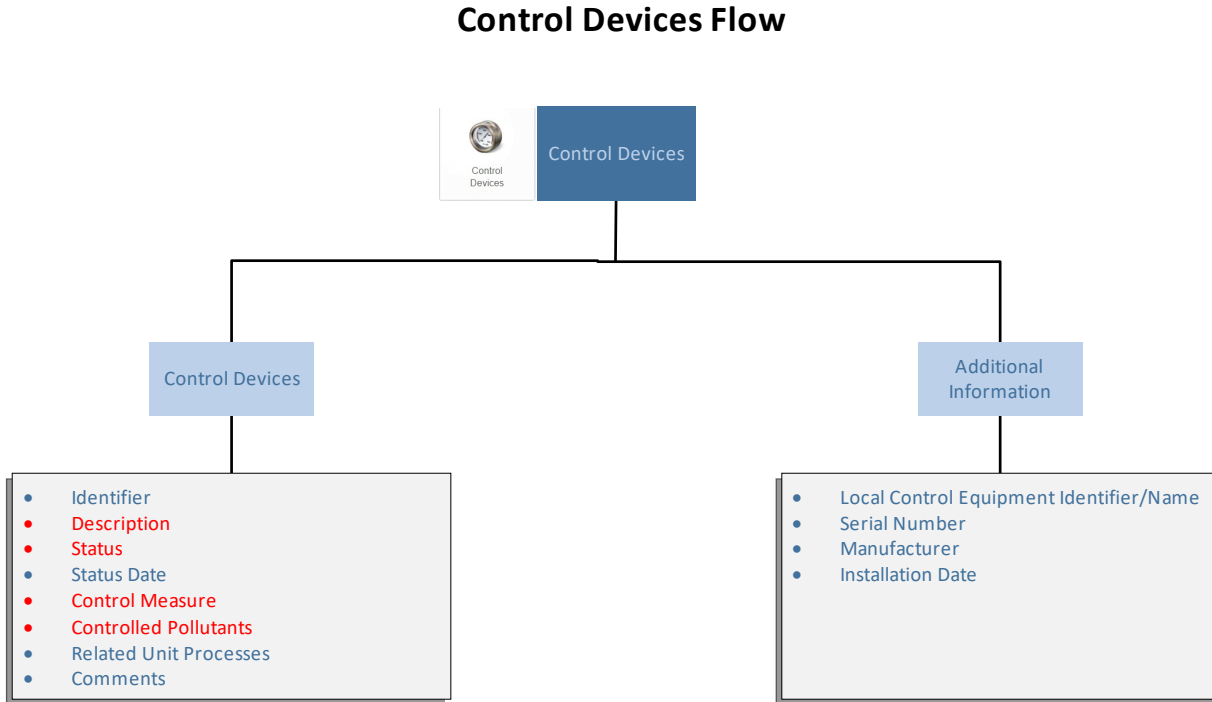 Control Devices Flow
Control
Devices
Control Devices
Control Devices
Additional
Information
• Identifier
• Description
• Status
• Status Date
• Control Measure
• Controlled Pollutants
• Related Unit Processes
• Comments
• Local Control Equipment Identifier/Name
• Serial Number
• Manufacturer
• Installation Date